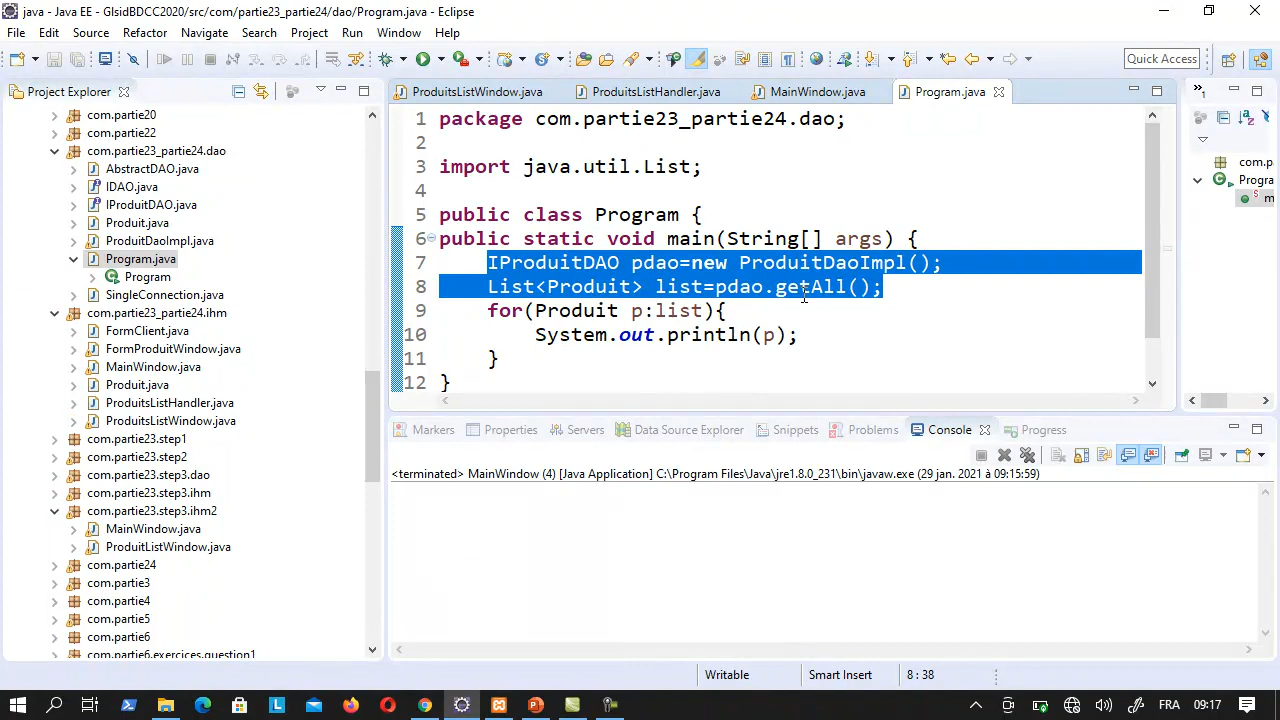 java - Java EE - GlsidBDCC2020/src/com/partie23_partie24/dao/Program.java - Eclipse
File Edit Source Refactor Navigate Search Project Run Window Help
Quick Access
Project Explorer
com.partie20
com.partie22
com.partie23_partie24.dao
AbstractDAO.java
IDAO.java
IProduitDAO.java
Produit.java
ProduitDaoImpl.java
Program.java
Program
SingleConnection.java
com.partie23_partie24.ihm
FormClient.java
FormProduitWindow.java
MainWindow.java
Produit.java
ProduitsListHandler.java
ProduitsListWindow.java
com.partie23.step1
com.partie23.step2
com.partie23.step3.dao
com.partie23.step3.ihm
com.partie23.step3.ihm2
MainWindow.java
ProduitListWindow.java
com.partie24
com.partie3
com.partie4
com.partie5
com.partie6
com.partie6.exercices.question1
ProduitsListWindow.java ProduitsListHandler.java MainWindow.java Program.java
1 package com.partie23_partie24.dao;
2
3 import java.util.List;
4
5 public class Program {
6 public static void main(String[] args) {
7 IProduitDAO pdao=new ProduitDaoImpl();
8 List<Produit> list=pdao.getAll();
9 for(Produit p:list){
10 System.out.println(p);
11 }
12 }
com.p
Progra
m
Markers Properties Servers Data Source Explorer Snippets Problems Console Progress
<terminated> MainWindow (4) [Java Application] C:\Program Files\Java\jre1.8.0_231\bin\javaw.exe (29 jan. 2021 à 09:15:59)
Writable Smart Insert 8 : 38
FR 09:17